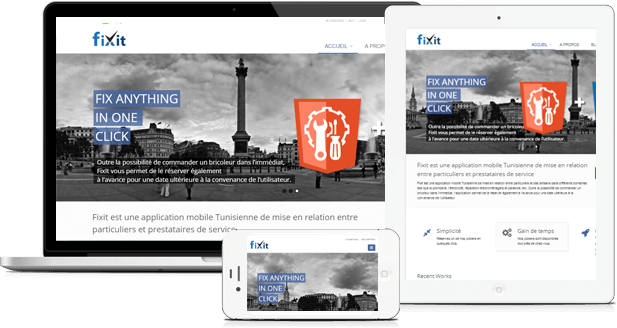 fixit
ACCUEIL
A PROPOS
FIX ANYTHING
IN ONE
CLICK
Outre la possibilité de commander un bricoleur dans l'immédiat,
Fixit vous permet de le réserver également
à l'avance pour une date ultérieure à la convenance de l'utilisateur.
Fixit est une application mobile Tunisienne de mise en relation entre
particuliers et prestataires de service
fixit
ACCUEIL
A PROPOS
FIX ANYTHING
IN ONE
CLICK
Outre la possibilité de commander un bricoleur
Fixit vous permet de le réserver également
à l'avance pour une date ultérieure à la convenance de l'utilisateur.
Fixit est une application mobile Tunisienne de mise en relation
entre particuliers et prestataires de service
Simplicité
Gain de temps
Recent Works
fixit
FIX ANYTHING
IN ONE
CLICK